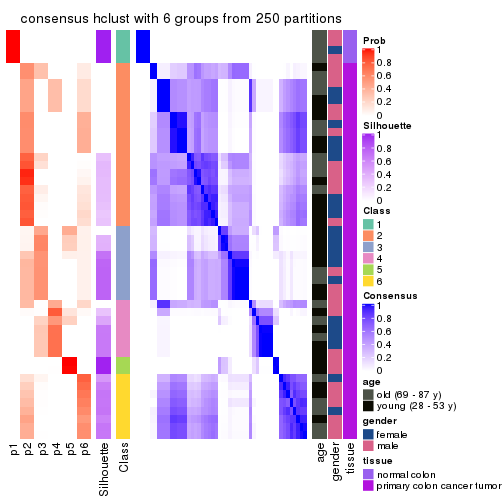 consensus hclust with 6 groups from 250 partitions
Prob
1
0.8
0.6
0.4
0.2
0
Silhouette
1
0.8
0.6
0.4
0.2
0
Class
1
2
3
4
5
6
Consensus
1
0.8
0.6
0.4
0.2
0
age
old (69 - 87 y)
young (28 - 53 y)
gender
female
male
tissue
normal colon
primary colon cancer tumor
p1
p2
p3
p4
p5
p6
Silhouette
Class
age
gender
tissue